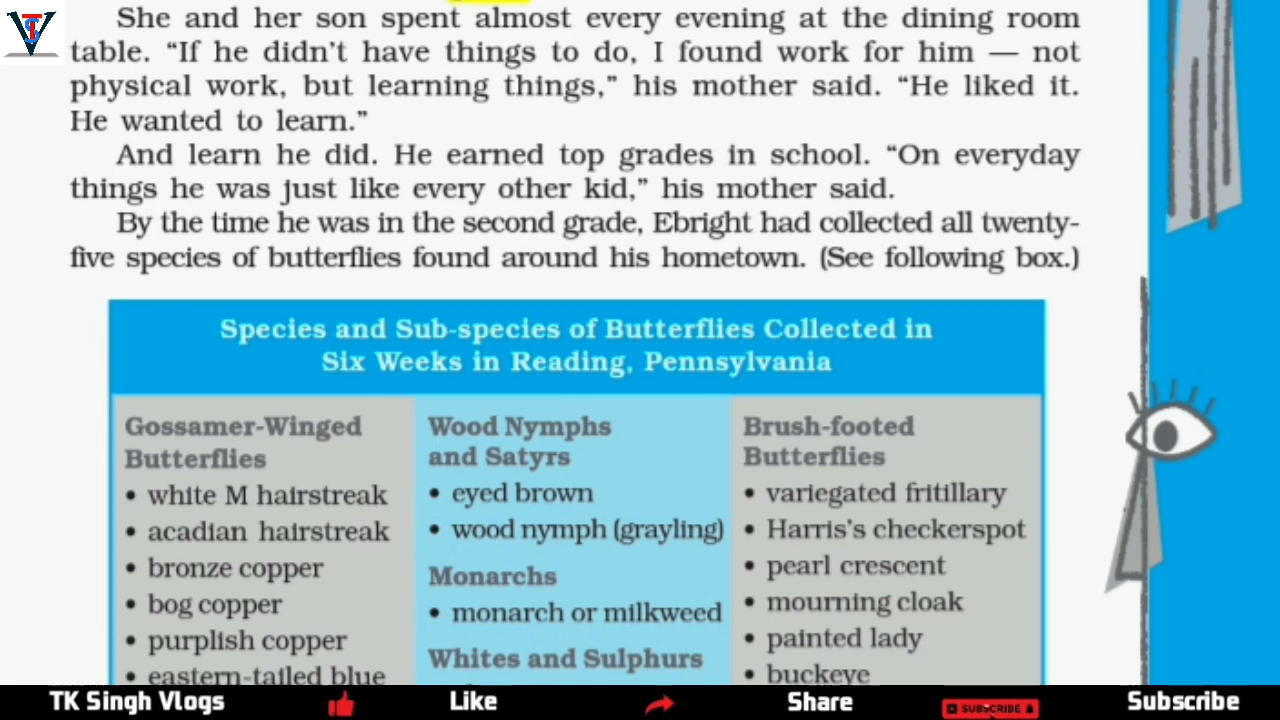 She and her son spent almost every evening at the dining room
table. “If he didn’t have things to do, I found work for him — not
physical work, but learning things,” his mother said. “He liked it.
He wanted to learn.”
And learn he did. He earned top grades in school. “On everyday
things he was just like every other kid,” his mother said.
By the time he was in the second grade, Ebright had collected all twenty-
five species of butterflies found around his hometown. (See following box.)
Species and Sub-species of Butterflies Collected in
Six Weeks in Reading, Pennsylvania
Gossamer-Winged
Butterflies
• white M hairstreak
• acadian hairstreak
• bronze copper
• bog copper
• purplish copper
• eastern-tailed blue
Wood Nymphs
and Satyrs
• eyed brown
• wood nymph (grayling)
Monarchs
• monarch or milkweed
Whites and Sulphurs
Brush-footed
Butterflies
• variegated fritillary
• Harris’s checkerspot
• pearl crescent
• mourning cloak
• painted lady
• buckeye
TK Singh Vlogs
Like
Share
SUBSCRIBE
Subscribe